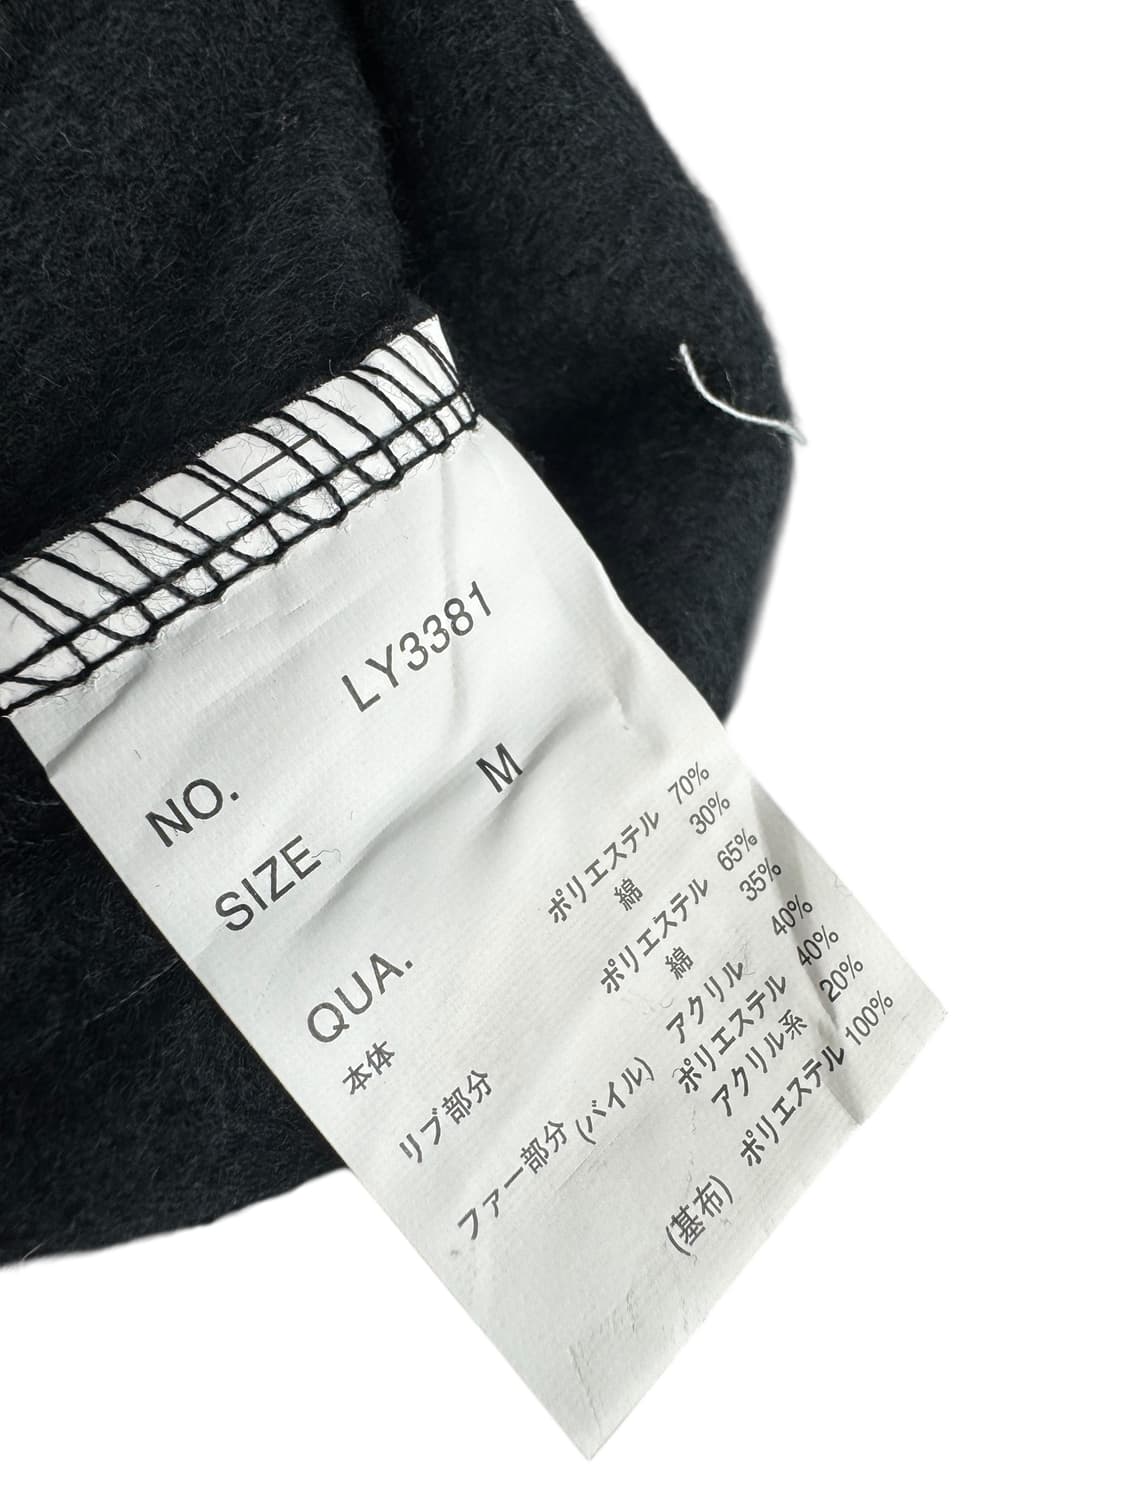 NO. LY3381
SIZE M
QUA.
本体 ポリエステル 70%
綿 30%
リブ部分 ポリエステル 65%
綿 35%
ファー部分 (パイル) アクリル 40%
ポリエステル 40%
アクリル系 20%
(基布) ポリエステル 100%